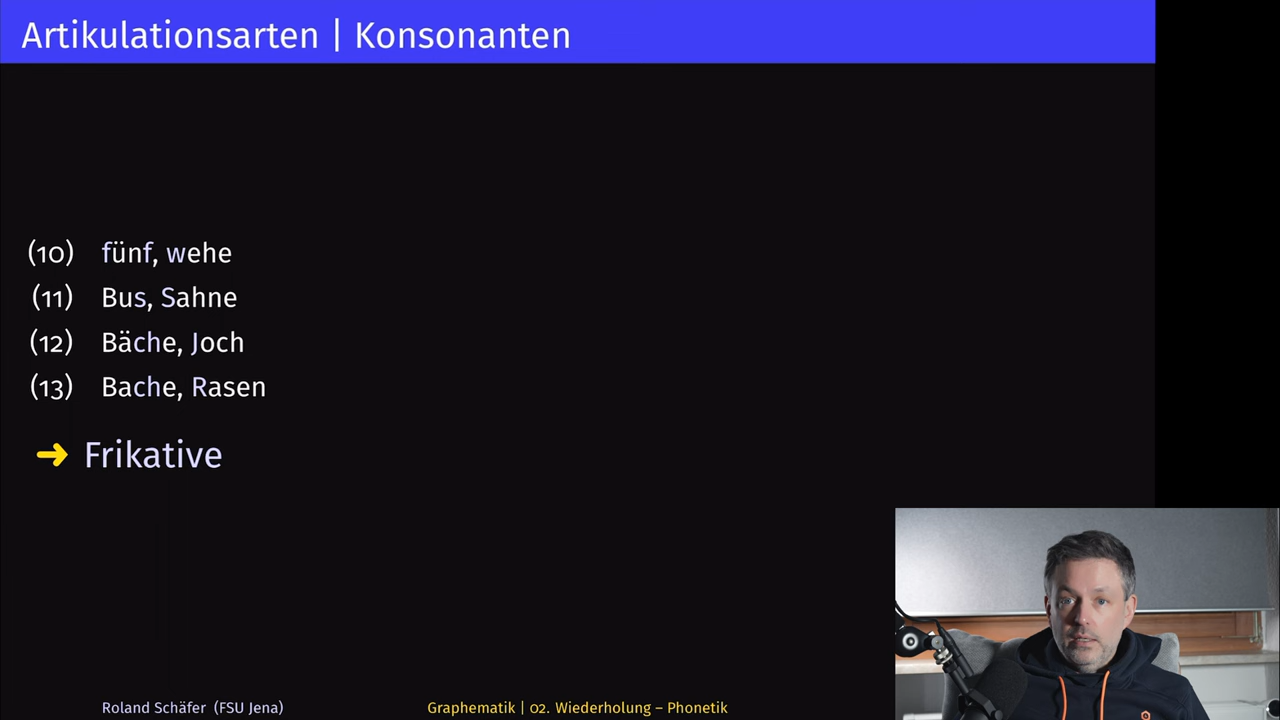 Artikulationsarten | Konsonanten
(10) fünf, wehe
(11) Bus, Sahne
(12) Bäche, Joch
(13) Bache, Rasen
➜ Frikative
Roland Schäfer (FSU Jena) Graphematik | 02. Wiederholung – Phonetik